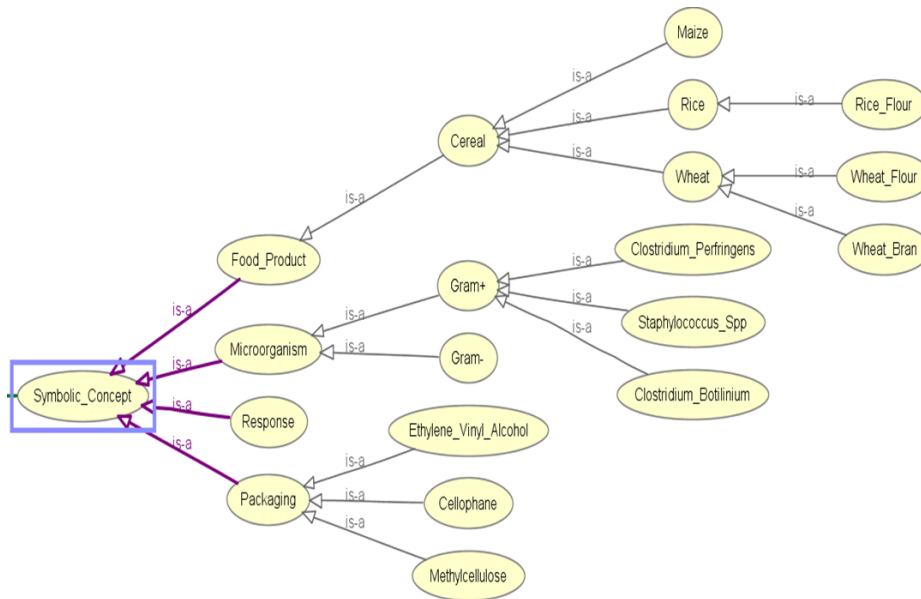 Maize
is-a
Rice
is-a
Rice_Flour
is-a
Cereal
is-a
Wheat
is-a
Wheat_Flour
is-a
is-a
Wheat_Bran
Food_Product
is-a
Clostridium_Perfringens
is-a
Gram+
is-a
Staphylococcus_Spp
is-a
is-a
Clostridium_Botilinium
Microorganism
is-a
is-a
Gram-
is-a
Symbolic_Concept
is-a
Response
is-a
Ethylene_Vinyl_Alcohol
is-a
Packaging
is-a
Cellophane
is-a
Methylcellulose